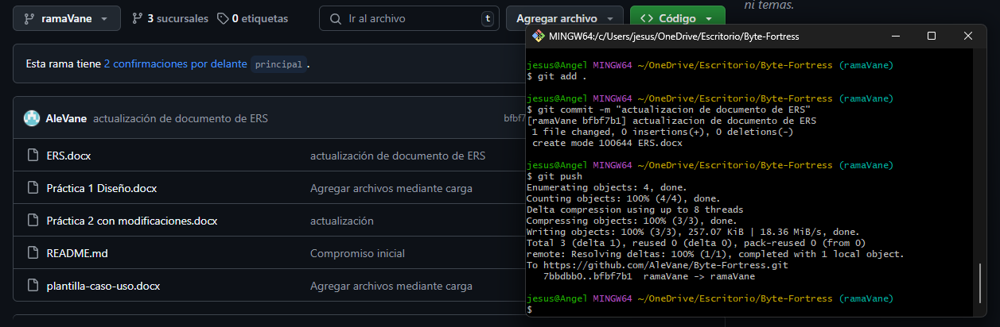 ramaVane
3 sucursales
0 etiquetas
Ir al archivo
t
Agregar archivo
<> Código
ni temas.
Esta rama tiene 2 confirmaciones por delante principal .
AleVane actualización de documento de ERS bfbf7
ERS.docx actualización de documento de ERS
Práctica 1 Diseño.docx Agregar archivos mediante carga
Práctica 2 con modificaciones.docx actualización
README.md Compromiso inicial
plantilla-caso-uso.docx Agregar archivos mediante carga
MINGW64:/c/Users/jesus/OneDrive/Escritorio/Byte-Fortress
jesus@Angel MINGW64 ~/OneDrive/Escritorio/Byte-Fortress (ramaVane)
$ git add .
jesus@Angel MINGW64 ~/OneDrive/Escritorio/Byte-Fortress (ramaVane)
$ git commit -m "actualizacion de documento de ERS"
[ramaVane bfbf7b1] actualizacion de documento de ERS
1 file changed, 0 insertions(+), 0 deletions(-)
create mode 100644 ERS.docx
jesus@Angel MINGW64 ~/OneDrive/Escritorio/Byte-Fortress (ramaVane)
$ git push
Enumerating objects: 4, done.
Counting objects: 100% (4/4), done.
Delta compression using up to 8 threads
Compressing objects: 100% (3/3), done.
Writing objects: 100% (3/3), 257.07 KiB | 18.36 MiB/s, done.
Total 3 (delta 1), reused 0 (delta 0), pack-reused 0 (from 0)
remote: Resolving deltas: 100% (1/1), completed with 1 local object.
To https://github.com/AleVane/Byte-Fortress.git
7bbdbb0..bfbf7b1 ramaVane -> ramaVane
jesus@Angel MINGW64 ~/OneDrive/Escritorio/Byte-Fortress (ramaVane)
$